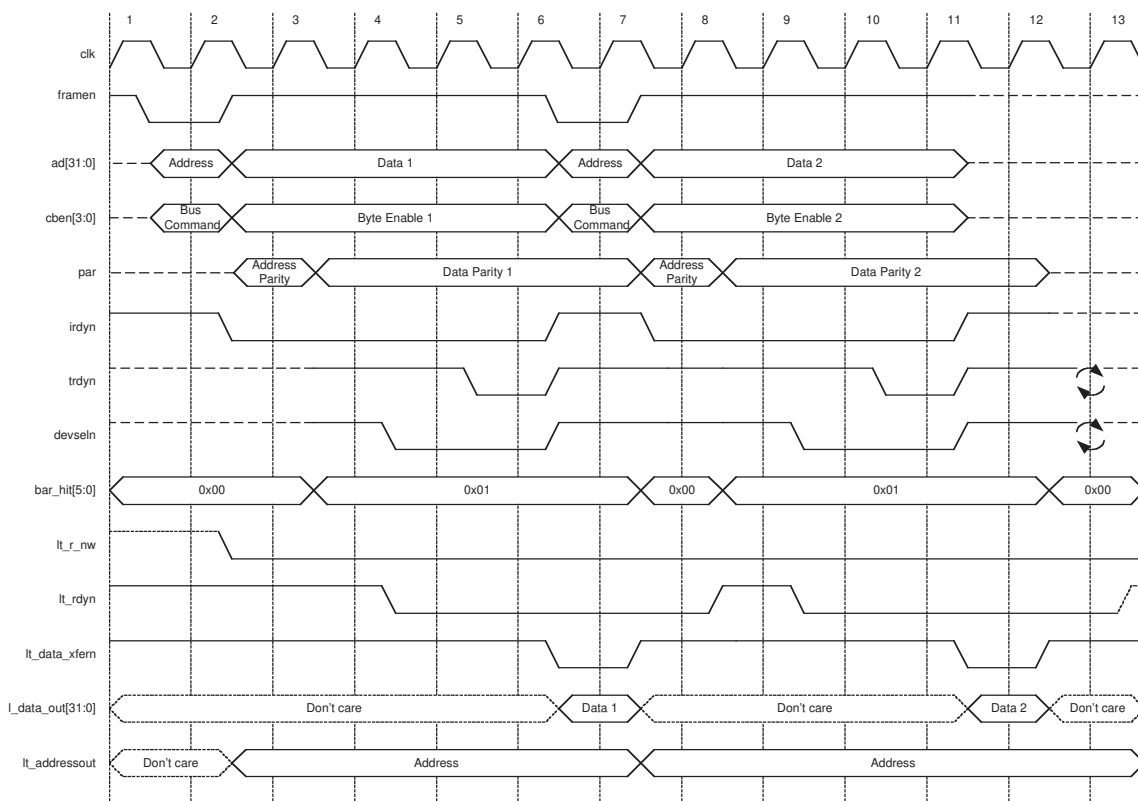 1 2 3 4 5 6 7 8 9 10 11 12 13
clk
framen
ad[31:0] Address Data 1 Address Data 2
cben[3:0] Bus Command Byte Enable 1 Bus Command Byte Enable 2
par Address Parity Data Parity 1 Address Parity Data Parity 2
irdyn
trdyn
devseln
bar_hit[5:0] 0x00 0x01 0x00 0x01 0x00
lt_r_nw
lt_rdyn
lt_data_xfern
l_data_out[31:0] Don't care Data 1 Don't care Data 2 Don't care
lt_addressout Don't care Address Address